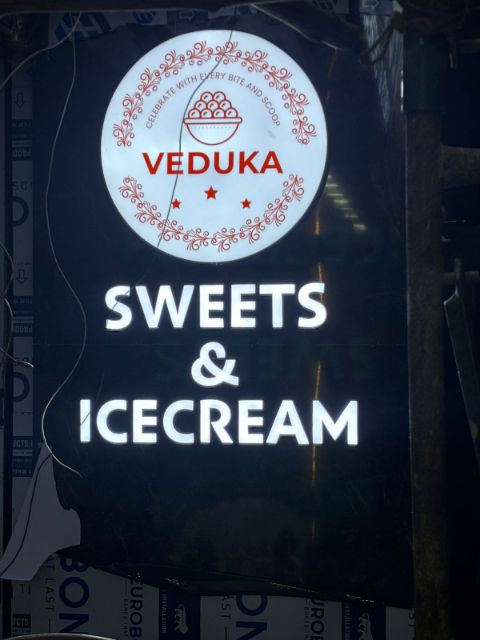 CELEBRATE WITH EVERY BITE AND SCOOP
VEDUKA
SWEETS
&
ICECREAM